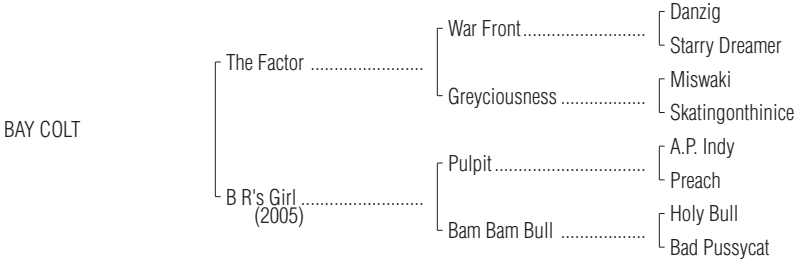 Danzig
War Front........................
Starry Dreamer
The Factor ......................
Miswaki
Greyciousness .................
Skatingonthinice
BAY COLT
A.P. Indy
Pulpit..............................
Preach
B R's Girl ........................
(2005)
Holy Bull
Bam Bam Bull .................
Bad Pussycat